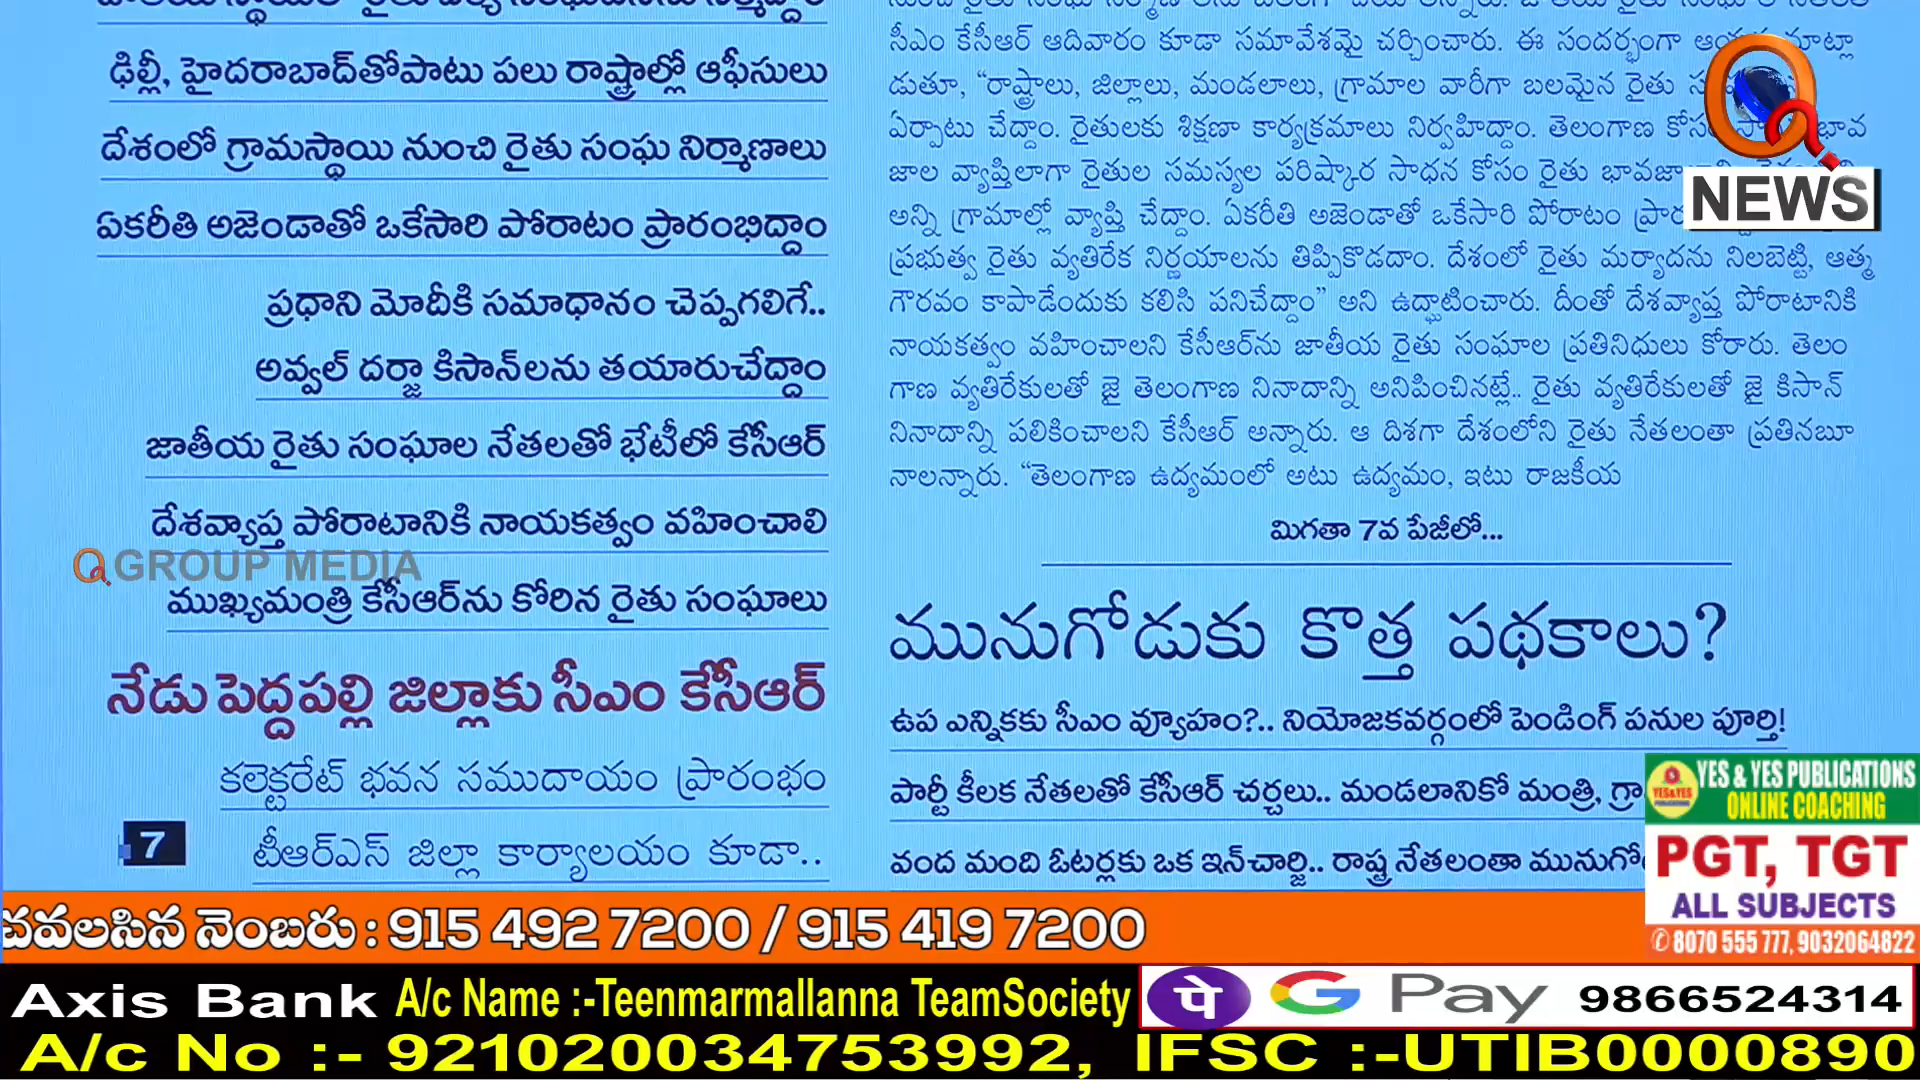 ఢిల్లీ, హైదరాబాద్‌తోపాటు పలు రాష్ట్రాల్లో ఆఫీసులు
దేశంలో గ్రామస్థాయి నుంచి రైతు సంఘ నిర్మాణాలు
ఏకరీతి అజెండాతో ఒకేసారి పోరాటం ప్రారంభిద్దాం
ప్రధాని మోదీకి సమాధానం చెప్పగలిగే..
అవ్వల్ దర్జా కిసాన్‌లను తయారుచేద్దాం
జాతీయ రైతు సంఘాల నేతలతో భేటీలో కేసీఆర్
దేశవ్యాప్త పోరాటానికి నాయకత్వం వహించాలి
ముఖ్యమంత్రి కేసీఆర్‌ను కోరిన రైతు సంఘాలు
నేడు పెద్దపల్లి జిల్లాకు సీఎం కేసీఆర్
కలెక్టరేట్ భవన సముదాయం ప్రారంభం
7 టీఆర్ఎస్ జిల్లా కార్యాలయం కూడా..
సీఎం కేసీఆర్ ఆదివారం కూడా సమావేశమై చర్చించారు. ఈ సందర్భంగా
డుతూ, “రాష్ట్రాలు, జిల్లాలు, మండలాలు, గ్రామాల వారీగా బలమైన రైతు
ఏర్పాటు చేద్దాం. రైతులకు శిక్షణా కార్యక్రమాలు నిర్వహిద్దాం. తెలంగాణ
జాల వ్యాప్తిలాగా రైతుల సమస్యల పరిష్కార సాధన కోసం రైతు
అన్ని గ్రామాల్లో వ్యాప్తి చేద్దాం. ఏకరీతి అజెండాతో ఒకేసారి పోరాటం
ప్రభుత్వ రైతు వ్యతిరేక నిర్ణయాలను తిప్పికొడదాం. దేశంలో రైతు మర్యాదను నిలబెట్టి, ఆత్మ
గౌరవం కాపాడేందుకు కలిసి పనిచేద్దాం” అని ఉద్ఘాటించారు. దీంతో దేశవ్యాప్త పోరాటానికి
నాయకత్వం వహించాలని కేసీఆర్‌ను జాతీయ రైతు సంఘాల ప్రతినిధులు కోరారు. తెలం
గాణ వ్యతిరేకులతో జై తెలంగాణ నినాదాన్ని అనిపించినట్లే.. రైతు వ్యతిరేకులతో జై కిసాన్
నినాదాన్ని పలికించాలని కేసీఆర్ అన్నారు. ఆ దిశగా దేశంలోని రైతు నేతలంతా ప్రతినబూ
నాలన్నారు. “తెలంగాణ ఉద్యమంలో అటు ఉద్యమం, ఇటు రాజకీయ
మిగతా 7వ పేజీలో...
మునుగోడుకు కొత్త పథకాలు?
ఉప ఎన్నికకు సీఎం వ్యూహం?.. నియోజకవర్గంలో పెండింగ్ పనుల పూర్తి!
పార్టీ కీలక నేతలతో కేసీఆర్ చర్చలు.. మండలానికో మంత్రి,
వంద మంది ఓటర్లకు ఒక ఇన్‌చార్జి.. రాష్ట్ర నేతలంతా
Q NEWS
Q GROUP MEDIA
YES & YES PUBLICATIONS
ONLINE COACHING
PGT, TGT
ALL SUBJECTS
8070 555 777, 9032064822
చవలసిన నెంబరు : 915 492 7200 / 915 419 7200
Axis Bank A/c Name :-Teenmarmallanna TeamSociety
पे G Pay 9866524314
A/c No :- 921020034753992, IFSC :-UTIB0000890